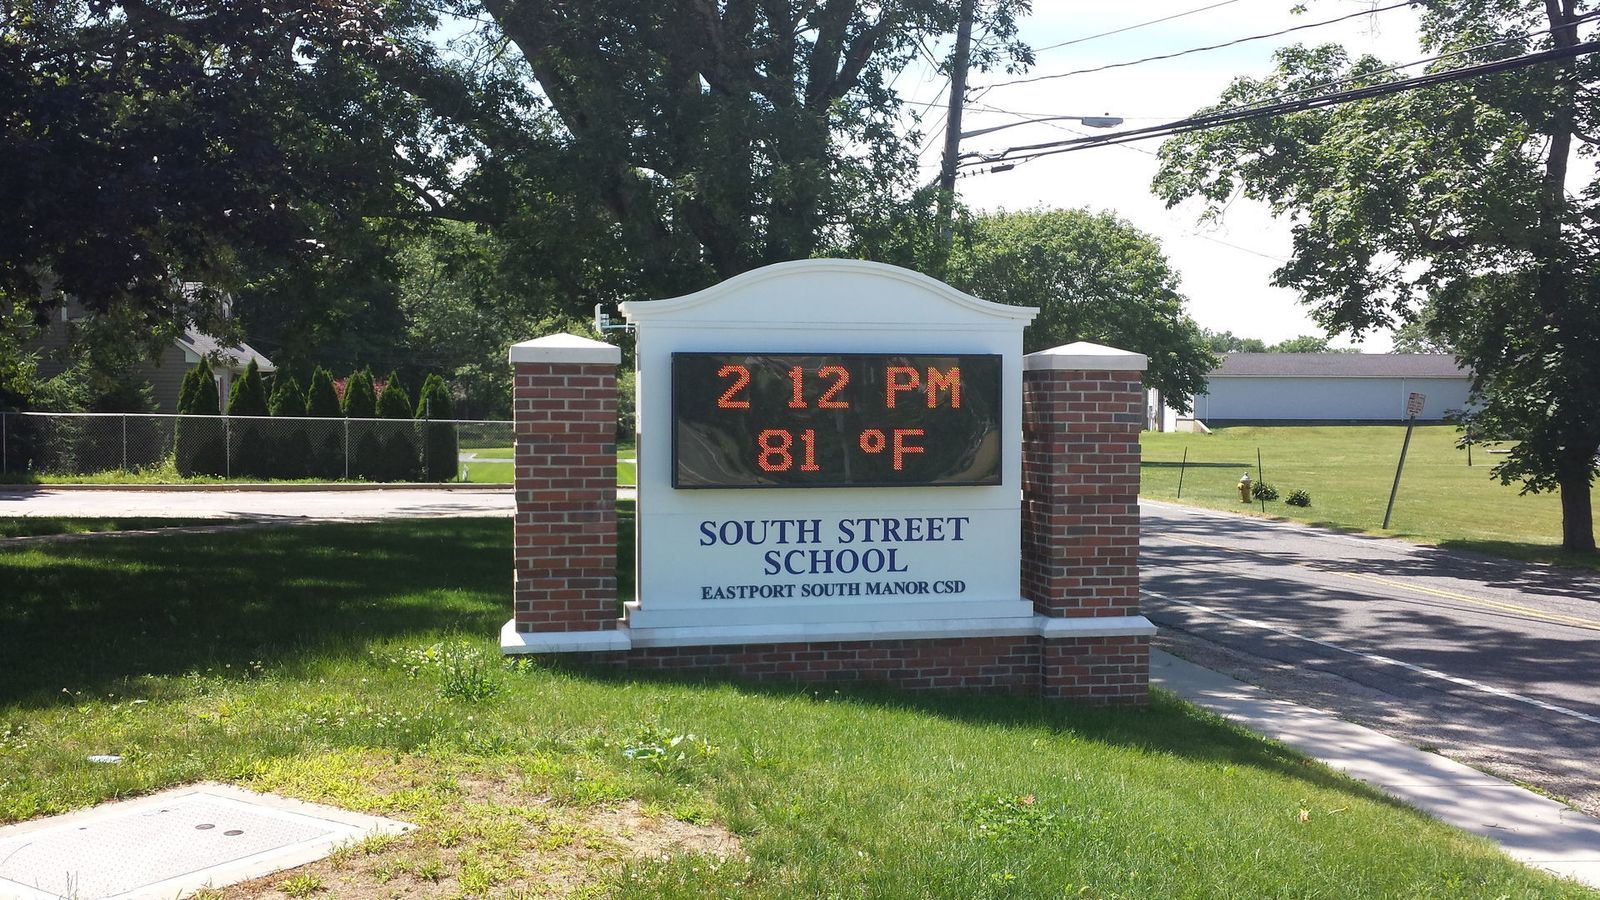 2 12 PM
81 °F
SOUTH STREET
SCHOOL
EASTPORT SOUTH MANOR CSD